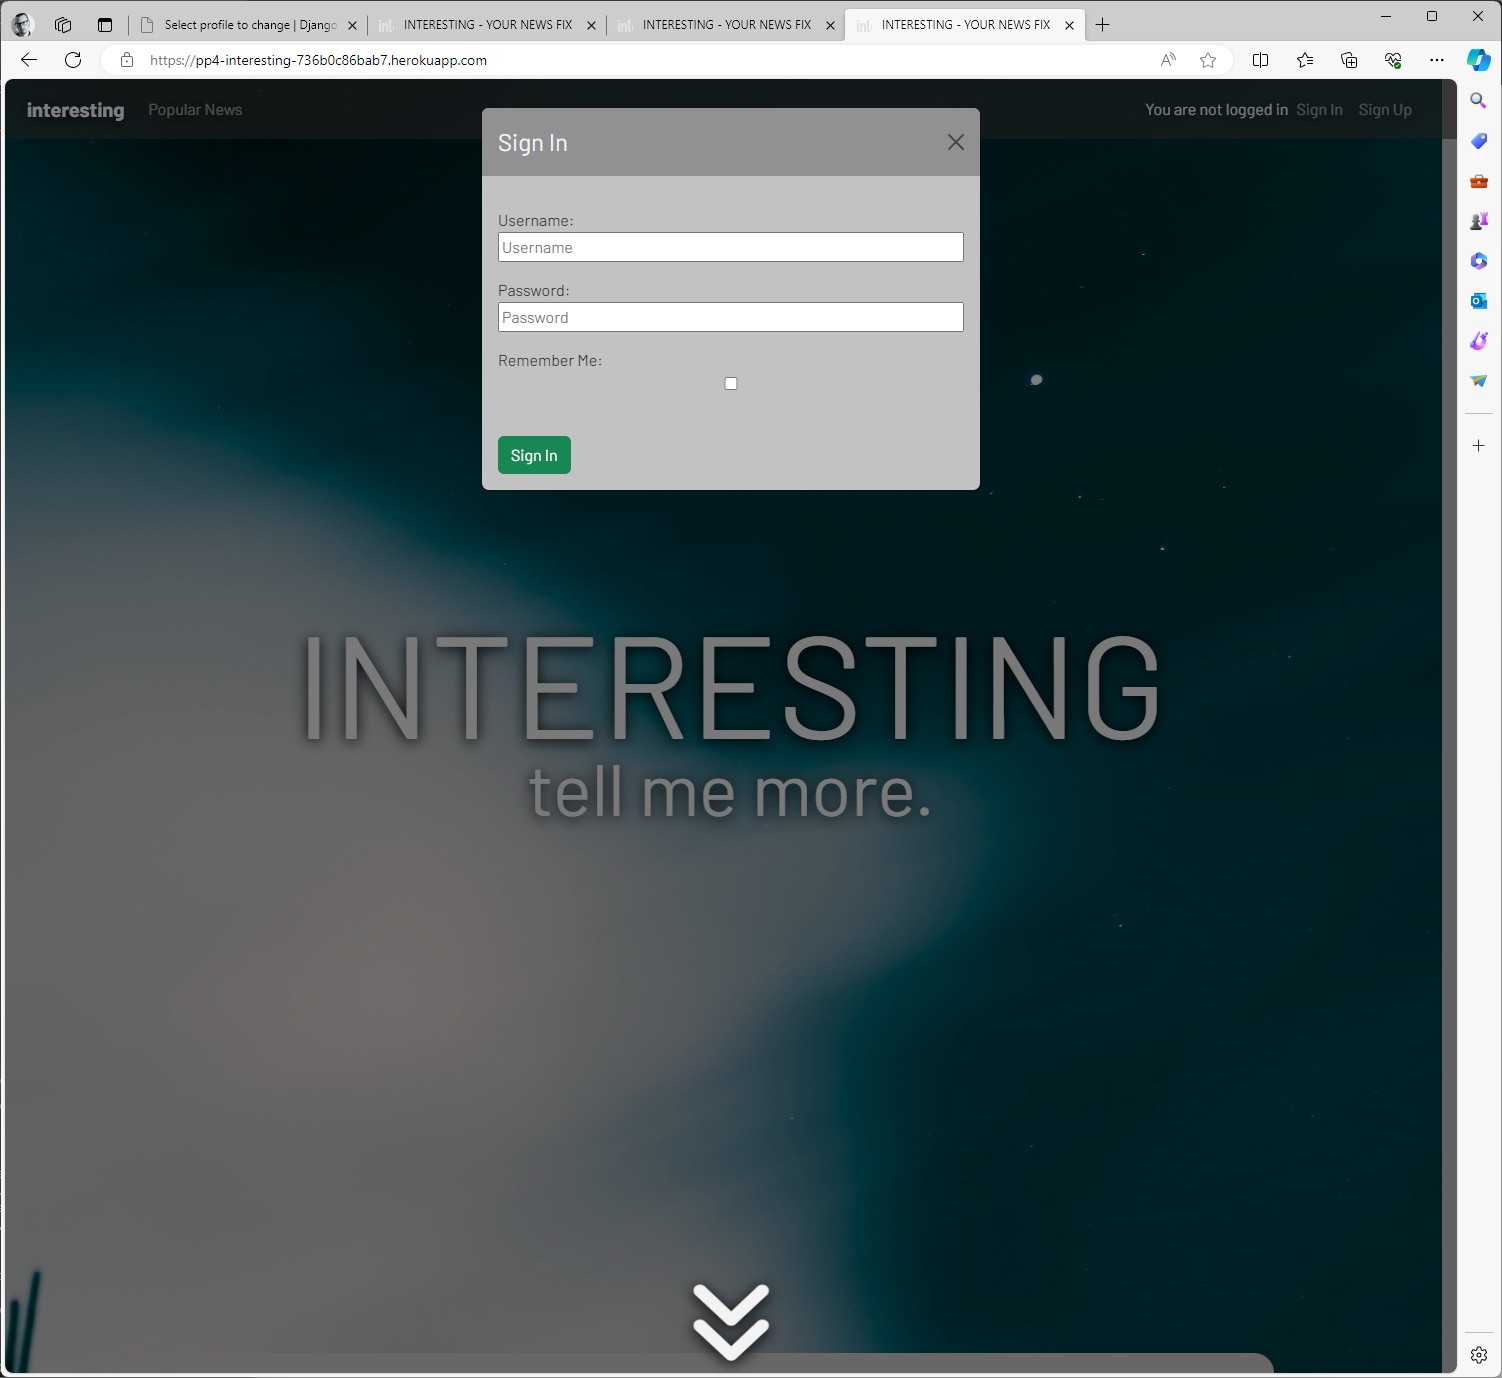 Select profile to change | Django
INTERESTING - YOUR NEWS FIX
INTERESTING - YOUR NEWS FIX
INTERESTING - YOUR NEWS FIX
https://pp4-interesting-736b0c86bab7.herokuapp.com
interesting
Popular News
You are not logged in
Sign In
Sign Up
Sign In
Username:
Username
Password:
Password
Remember Me:
Sign In
INTERESTING
tell me more.